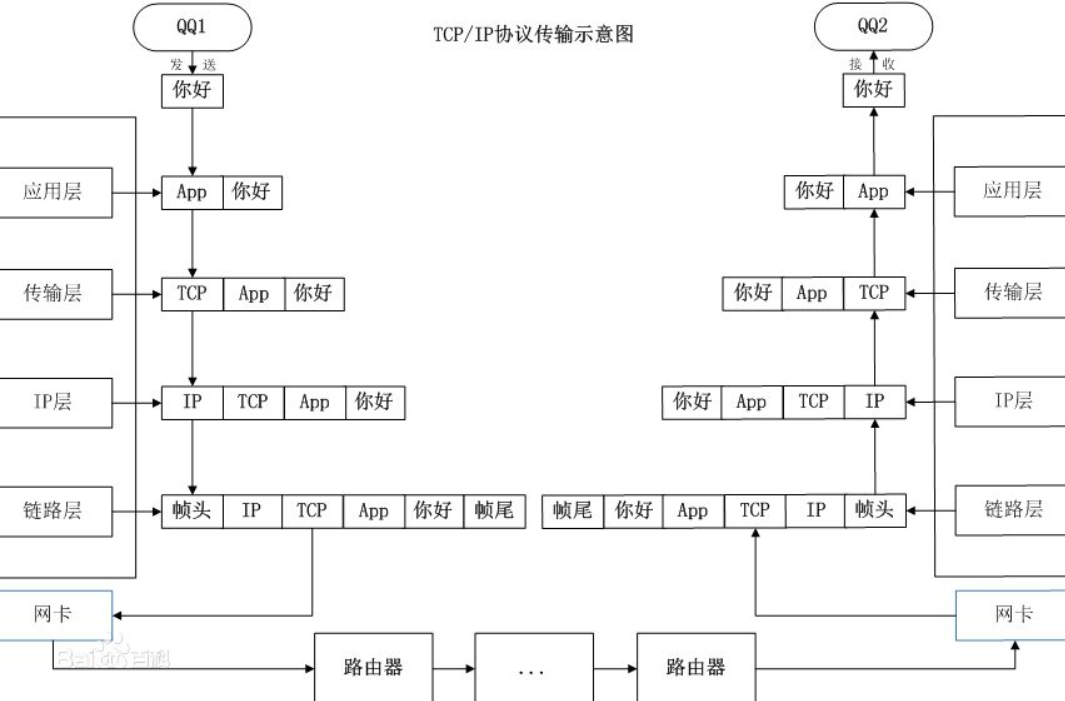 QQ1
TCP/IP协议传输示意图
QQ2
发 送
接 收
你好
你好
应用层
App 你好
你好 App
应用层
传输层
TCP App 你好
你好 App TCP
传输层
IP层
IP TCP App 你好
你好 App TCP IP
IP层
链路层
帧头 IP TCP App 你好 帧尾
帧尾 你好 App TCP IP 帧头
链路层
网卡
网卡
Bai du 百科
路由器
...
路由器